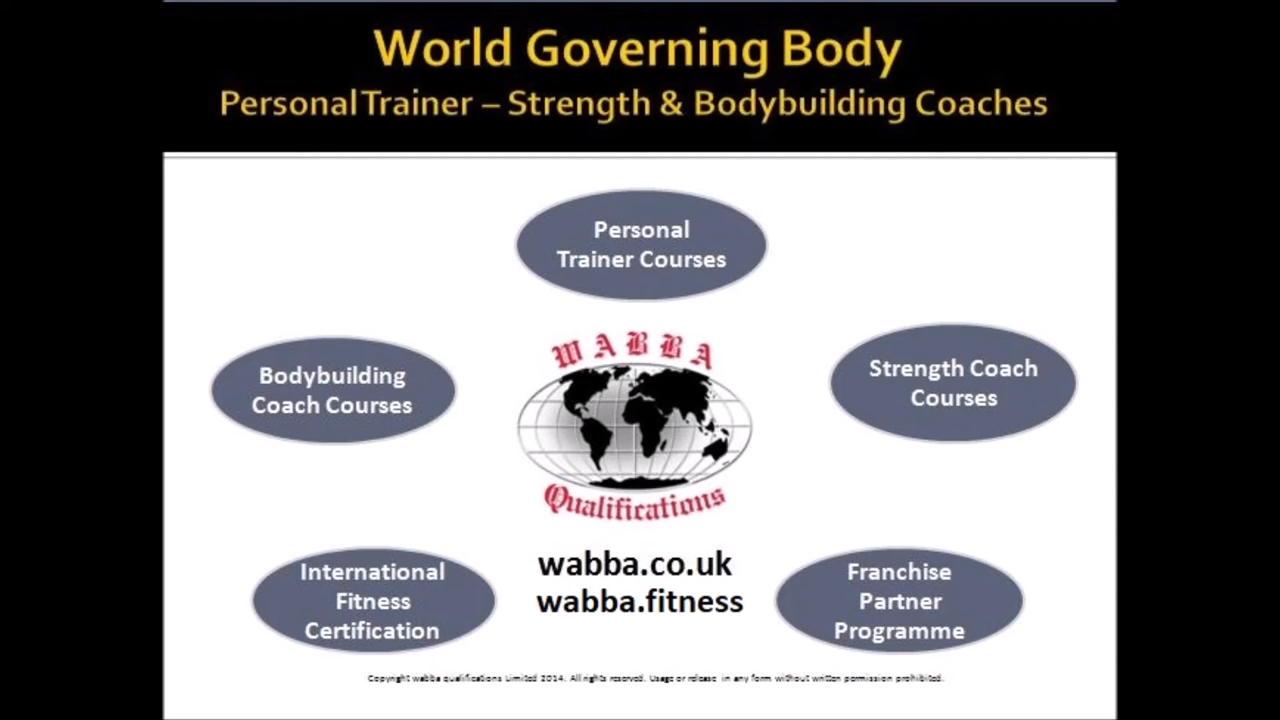 World Governing Body
Personal Trainer – Strength & Bodybuilding Coaches
Personal
Trainer Courses
Bodybuilding
Coach Courses
Strength Coach
Courses
WABBA
Qualifications
wabba.co.uk
wabba.fitness
International
Fitness
Certification
Franchise
Partner
Programme
Copyright wabba qualifications Limited 2014. All rights reserved. Usage or release in any form without written permission prohibited.